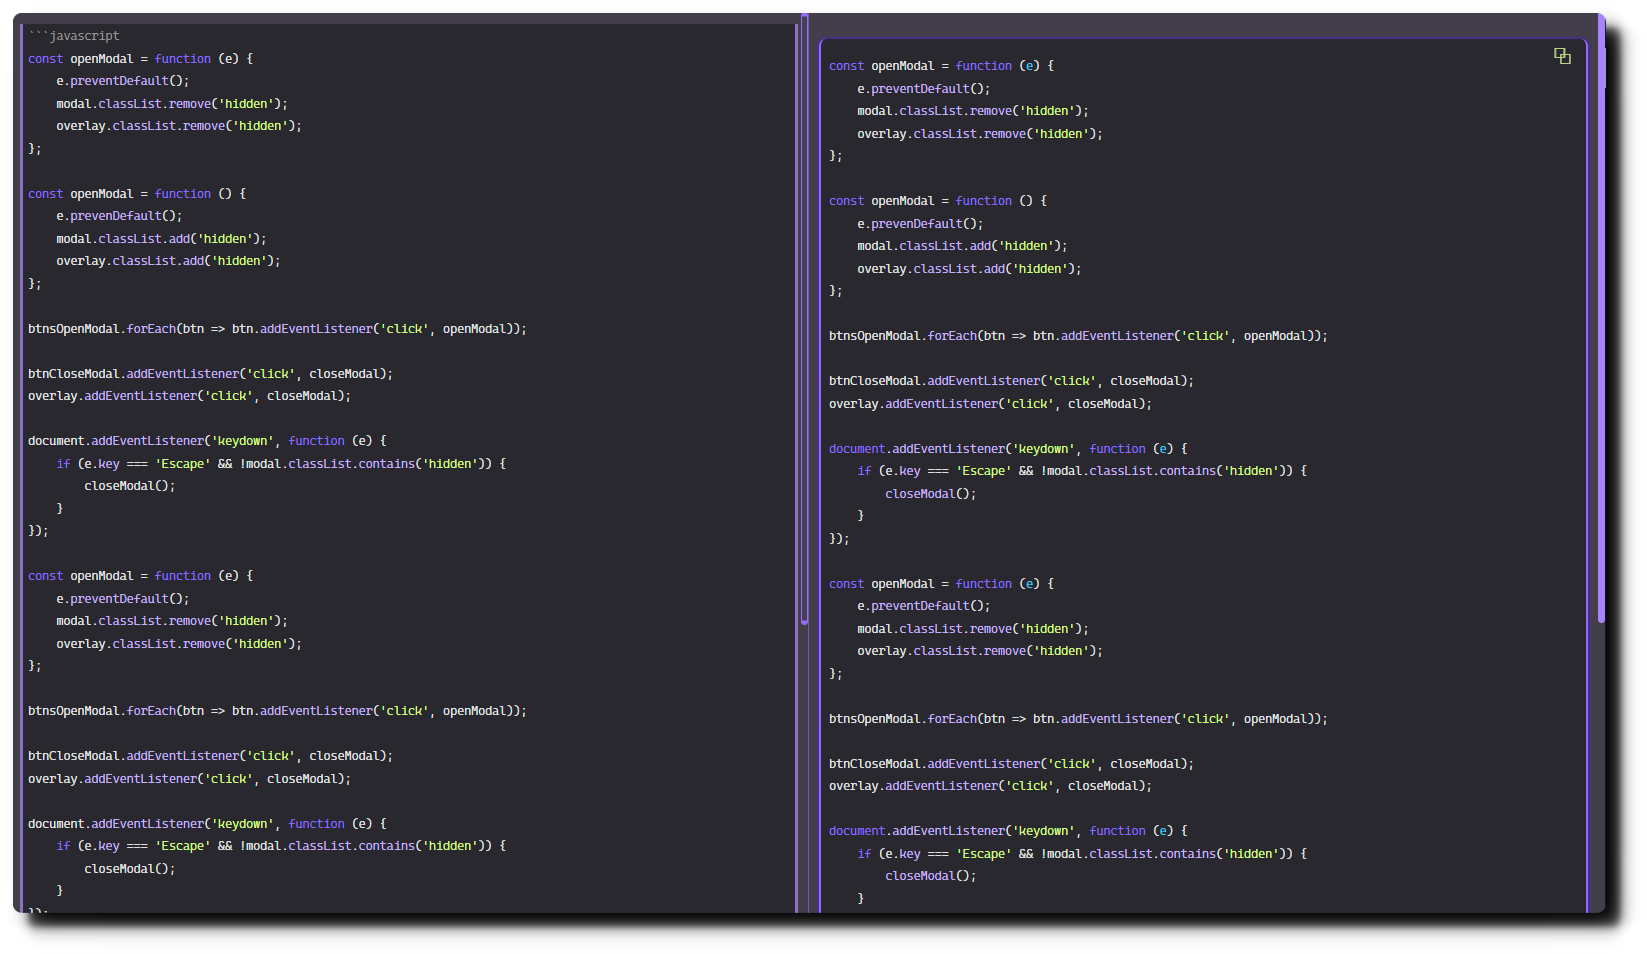 ```javascript
const openModal = function (e) {
    e.preventDefault();
    modal.classList.remove('hidden');
    overlay.classList.remove('hidden');
};

const openModal = function () {
    e.prevenDefault();
    modal.classList.add('hidden');
    overlay.classList.add('hidden');
};

btnsOpenModal.forEach(btn => btn.addEventListener('click', openModal));

btnCloseModal.addEventListener('click', closeModal);
overlay.addEventListener('click', closeModal);

document.addEventListener('keydown', function (e) {
    if (e.key === 'Escape' && !modal.classList.contains('hidden')) {
        closeModal();
    }
});

const openModal = function (e) {
    e.preventDefault();
    modal.classList.remove('hidden');
    overlay.classList.remove('hidden');
};

btnsOpenModal.forEach(btn => btn.addEventListener('click', openModal));

btnCloseModal.addEventListener('click', closeModal);
overlay.addEventListener('click', closeModal);

document.addEventListener('keydown', function (e) {
    if (e.key === 'Escape' && !modal.classList.contains('hidden')) {
        closeModal();
    }
});

const openModal = function (e) {
    e.preventDefault();
    modal.classList.remove('hidden');
    overlay.classList.remove('hidden');
};

const openModal = function () {
    e.prevenDefault();
    modal.classList.add('hidden');
    overlay.classList.add('hidden');
};

btnsOpenModal.forEach(btn => btn.addEventListener('click', openModal));

btnCloseModal.addEventListener('click', closeModal);
overlay.addEventListener('click', closeModal);

document.addEventListener('keydown', function (e) {
    if (e.key === 'Escape' && !modal.classList.contains('hidden')) {
        closeModal();
    }
});

const openModal = function (e) {
    e.preventDefault();
    modal.classList.remove('hidden');
    overlay.classList.remove('hidden');
};

btnsOpenModal.forEach(btn => btn.addEventListener('click', openModal));

btnCloseModal.addEventListener('click', closeModal);
overlay.addEventListener('click', closeModal);

document.addEventListener('keydown', function (e) {
    if (e.key === 'Escape' && !modal.classList.contains('hidden')) {
        closeModal();
    }